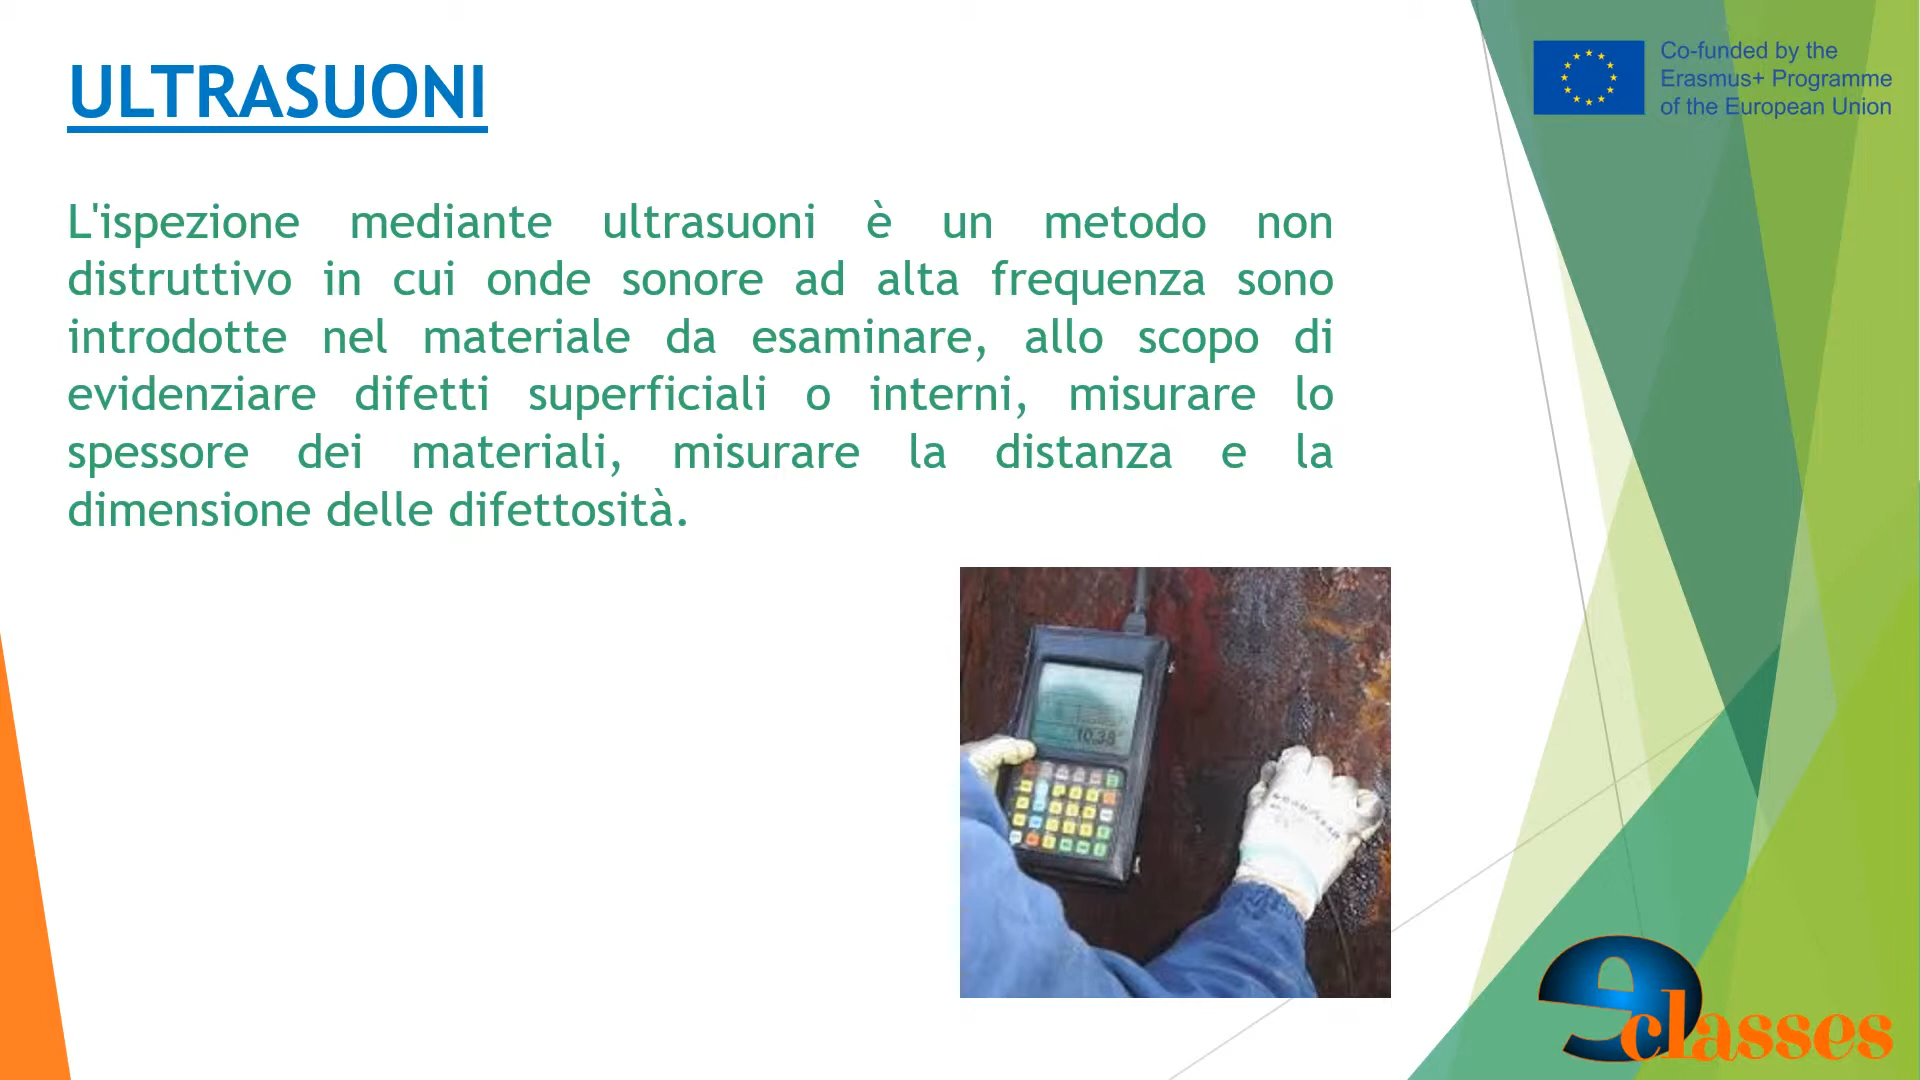 ULTRASUONI
Co-funded by the
Erasmus+ Programme
of the European Union
L'ispezione mediante ultrasuoni è un metodo non
distruttivo in cui onde sonore ad alta frequenza sono
introdotte nel materiale da esaminare, allo scopo di
evidenziare difetti superficiali o interni, misurare lo
spessore dei materiali, misurare la distanza e la
dimensione delle difettosità.
10.38
eclasses